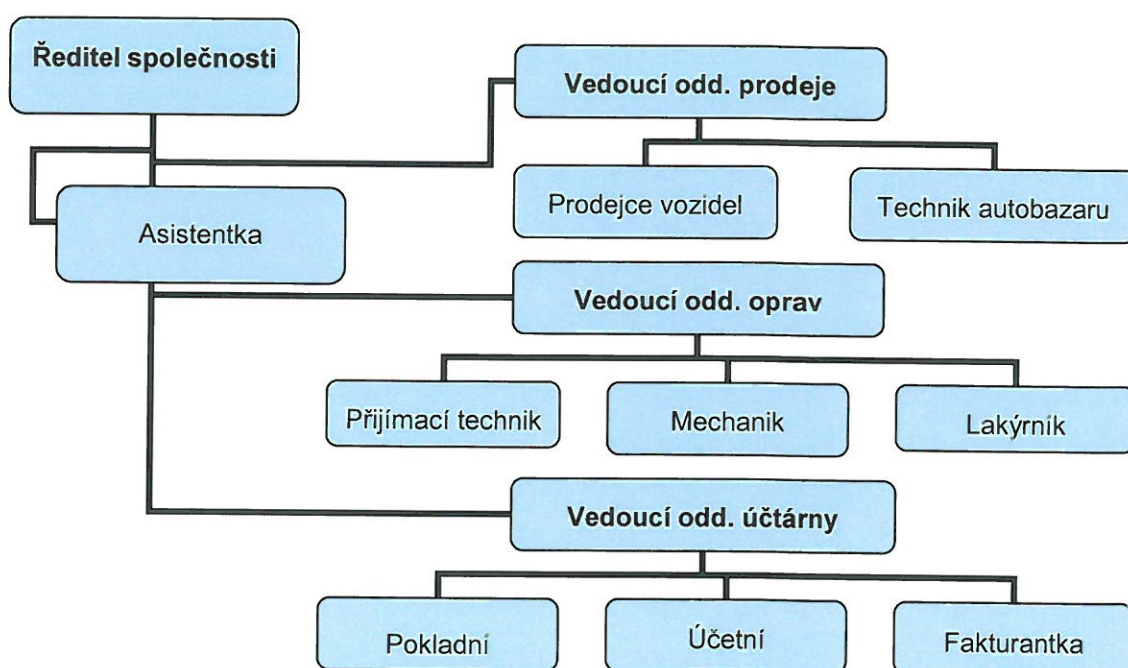 Ředitel společnosti
Vedoucí odd. prodeje
Asistentka
Prodejce vozidel
Technik autobazaru
Vedoucí odd. oprav
Přijímací technik
Mechanik
Lakýrník
Vedoucí odd. účtárny
Pokladní
Účetní
Fakturantka